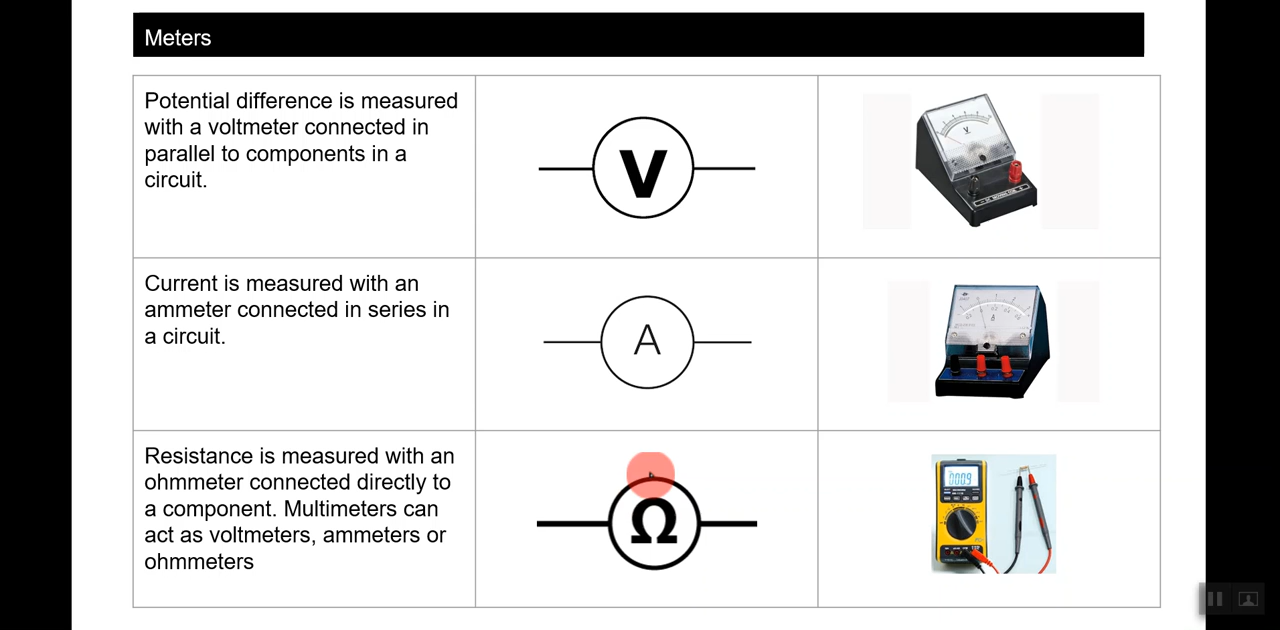 Meters
Potential difference is measured
with a voltmeter connected in
parallel to components in a
circuit.
V
V
Current is measured with an
ammeter connected in series in
a circuit.
A
Resistance is measured with an
ohmmeter connected directly to
a component. Multimeters can
act as voltmeters, ammeters or
ohmmeters
Ω